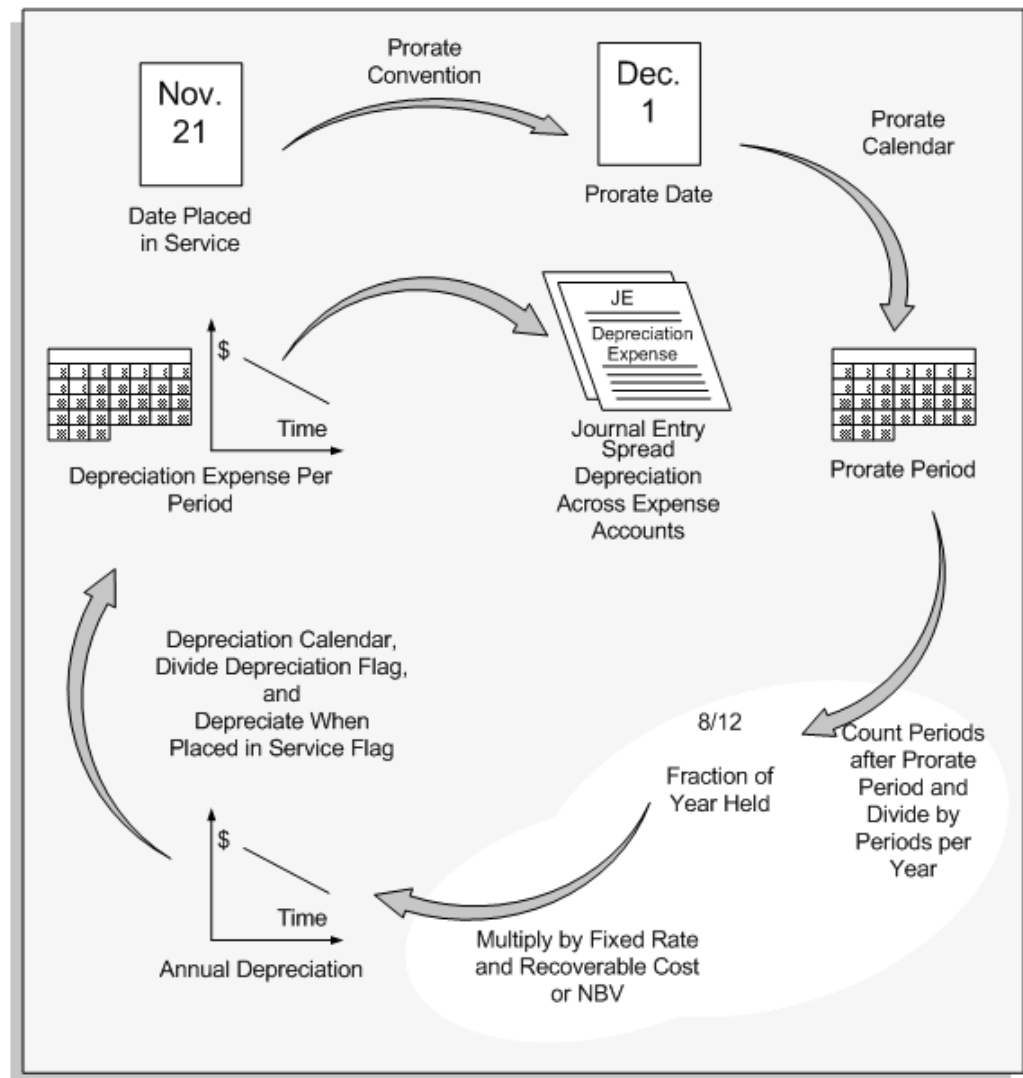 Prorate
Convention
Nov.
21
Dec.
1
Prorate
Calendar
Date Placed
in Service
Prorate Date
$
Time
Depreciation Expense Per
Period
JE
Depreciation
Expense
Journal Entry
Spread
Depreciation
Across Expense
Accounts
Prorate Period
Depreciation Calendar,
Divide Depreciation Flag,
and
Depreciate When
Placed in Service Flag
8/12
Fraction of
Year Held
Count Periods
after Prorate
Period and
Divide by
Periods per
Year
$
Time
Annual Depreciation
Multiply by Fixed Rate
and Recoverable Cost
or NBV